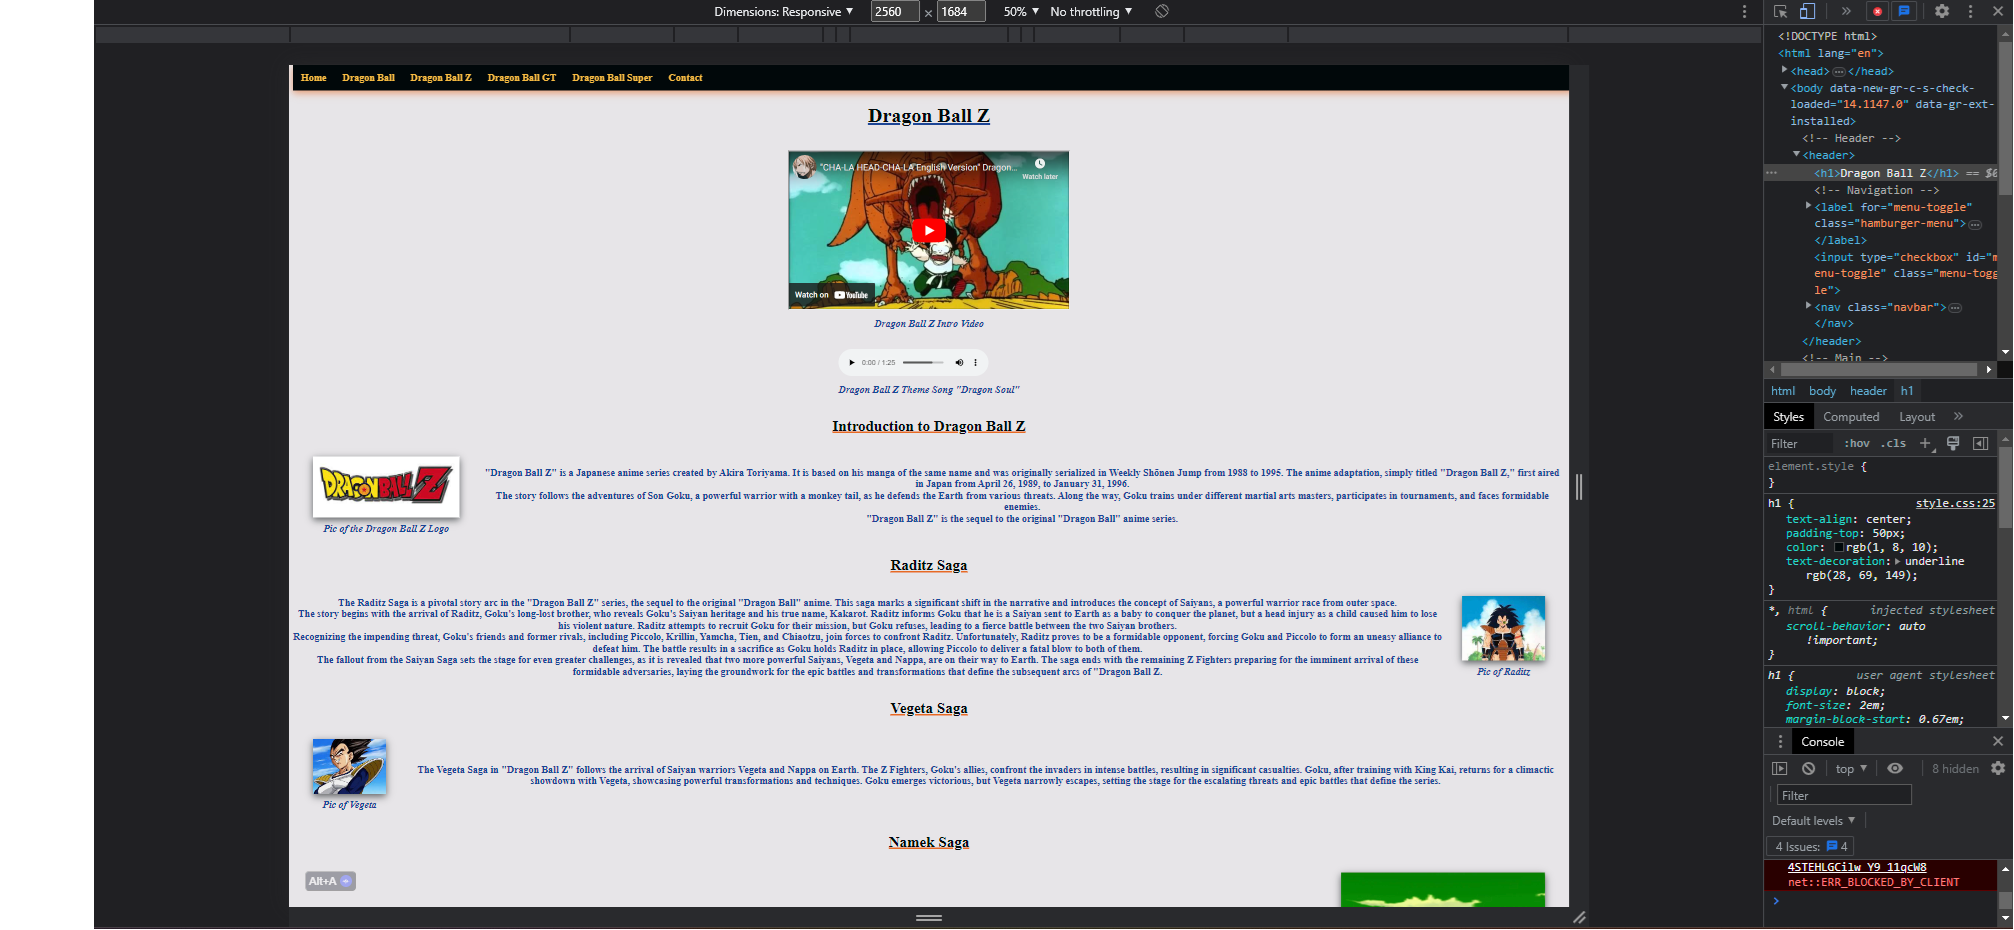 Dimensions: Responsive ▼ 2560 × 1684 50% ▼ No throttling ▼
Home Dragon Ball Dragon Ball Z Dragon Ball GT Dragon Ball Super Contact
Dragon Ball Z
"CHA-LA HEAD-CHA-LA"English Version" Dragon...
Watch later
Watch on YouTube
Dragon Ball Z Intro Video
0:00 / 1:25
Dragon Ball Z Theme Song "Dragon Soul"
Introduction to Dragon Ball Z
DRAGON BALL Z
Pic of the Dragon Ball Z Logo
"Dragon Ball Z" is a Japanese anime series created by Akira Toriyama. It is based on his manga of the same name and was originally serialized in Weekly Shōnen Jump from 1988 to 1995. The anime adaptation, simply titled "Dragon Ball Z," first aired
in Japan from April 26, 1989, to January 31, 1996.
The story follows the adventures of Son Goku, a powerful warrior with a monkey tail, as he defends the Earth from various threats. Along the way, Goku trains under different martial arts masters, participates in tournaments, and faces formidable
enemies.
"Dragon Ball Z" is the sequel to the original "Dragon Ball" anime series.
Raditz Saga
The Raditz Saga is a pivotal story arc in the "Dragon Ball Z" series, the sequel to the original "Dragon Ball" anime. This saga marks a significant shift in the narrative and introduces the concept of Saiyans, a powerful warrior race from outer space.
The story begins with the arrival of Raditz, Goku's long-lost brother, who reveals Goku's Saiyan heritage and his true name, Kakarot. Raditz informs Goku that he is a Saiyan sent to Earth as a baby to conquer the planet, but a head injury as a child caused him to lose
his violent nature. Raditz attempts to recruit Goku for their mission, but Goku refuses, leading to a fierce battle between the two Saiyan brothers.
Recognizing the impending threat, Goku's friends and former rivals, including Piccolo, Krillin, Yamcha, Tien, and Chiaotzu, join forces to confront Raditz. Unfortunately, Raditz proves to be a formidable opponent, forcing Goku and Piccolo to form an uneasy alliance to
defeat him. The battle results in a sacrifice as Goku holds Raditz in place, allowing Piccolo to deliver a fatal blow to both of them.
The fallout from the Saiyan Saga sets the stage for even greater challenges, as it is revealed that two more powerful Saiyans, Vegeta and Nappa, are on their way to Earth. The saga ends with the remaining Z Fighters preparing for the imminent arrival of these
formidable adversaries, laying the groundwork for the epic battles and transformations that define the subsequent arcs of "Dragon Ball Z.
Pic of Raditz
Vegeta Saga
Pic of Vegeta
The Vegeta Saga in "Dragon Ball Z" follows the arrival of Saiyan warriors Vegeta and Nappa on Earth. The Z Fighters, Goku's allies, confront the invaders in intense battles, resulting in significant casualties. Goku, after training with King Kai, returns for a climactic
showdown with Vegeta, showcasing powerful transformations and techniques. Goku emerges victorious, but Vegeta narrowly escapes, setting the stage for the escalating threats and epic battles that define the series.
Namek Saga
Alt+A
<!DOCTYPE html>
<html lang="en">
<head> ⋯ </head>
<body data-new-gr-c-s-check-
loaded="14.1147.0" data-gr-ext-
installed>
<!-- Header -->
<header>
<h1>Dragon Ball Z</h1> == $0
<!-- Navigation -->
<label for="menu-toggle"
class="hamburger-menu"> ⋯
</label>
<input type="checkbox" id="m
enu-toggle" class="menu-togg
le">
<nav class="navbar"> ⋯
</nav>
</header>
<!-- Main -->
html body header h1
Styles Computed Layout »
Filter :hov .cls +
element.style {
}
h1 { style.css:25
text-align: center;
padding-top: 50px;
color: rgb(1, 8, 10);
text-decoration: underline
rgb(28, 69, 149);
}
*, html { injected stylesheet
scroll-behavior: auto
!important;
}
h1 { user agent stylesheet
display: block;
font-size: 2em;
margin-block-start: 0.67em;
Console
top ▼ 8 hidden
Filter
Default levels ▼
4 Issues: 4
4STEHLGCilw Y9 11qcW8
net::ERR_BLOCKED_BY_CLIENT